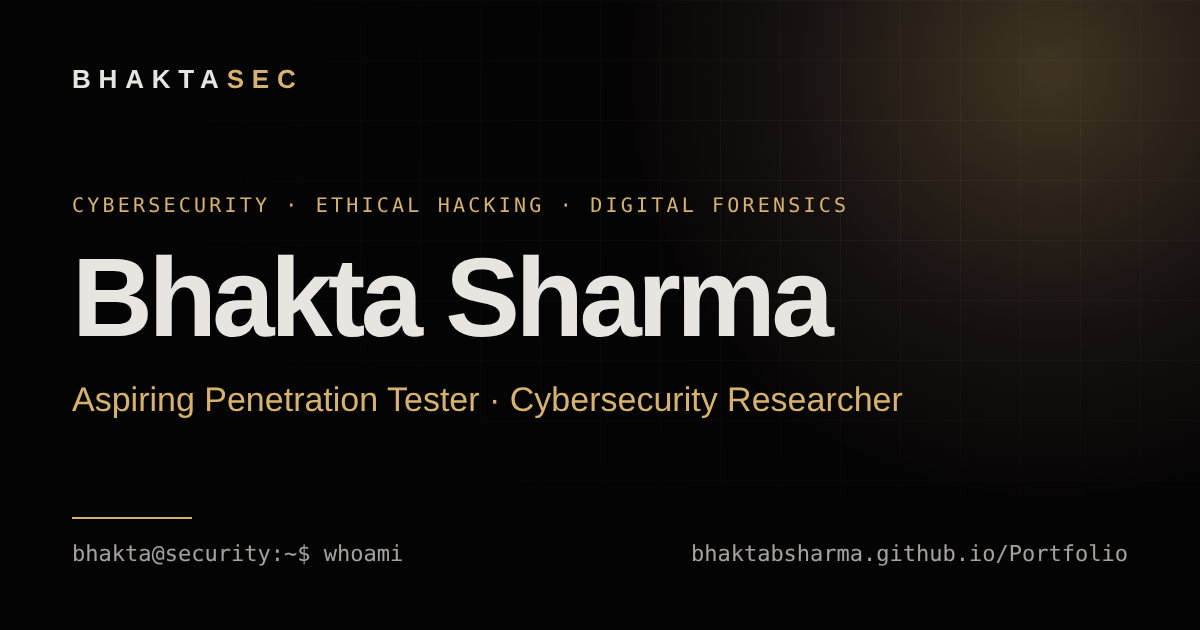 BHAKTASEC
CYBERSECURITY · ETHICAL HACKING · DIGITAL FORENSICS
Bhakta Sharma
Aspiring Penetration Tester · Cybersecurity Researcher
bhakta@security:~$ whoami
bhaktabsharma.github.io/Portfolio